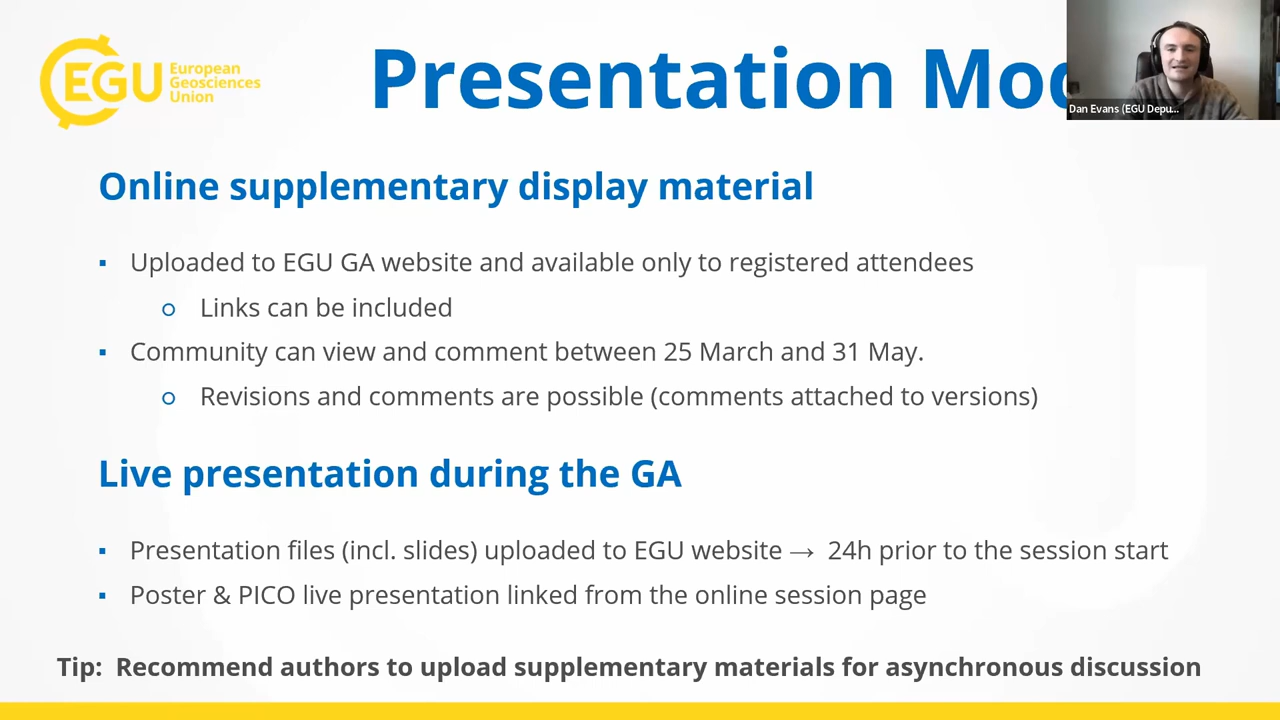 EGU
European
Geosciences
Union
Presentation
Dan Evans (EGU Depu...
Online supplementary display material
▪ Uploaded to EGU GA website and available only to registered attendees
○ Links can be included
▪ Community can view and comment between 25 March and 31 May.
○ Revisions and comments are possible (comments attached to versions)
Live presentation during the GA
▪ Presentation files (incl. slides) uploaded to EGU website → 24h prior to the session start
▪ Poster & PICO live presentation linked from the online session page
Tip: Recommend authors to upload supplementary materials for asynchronous discussion